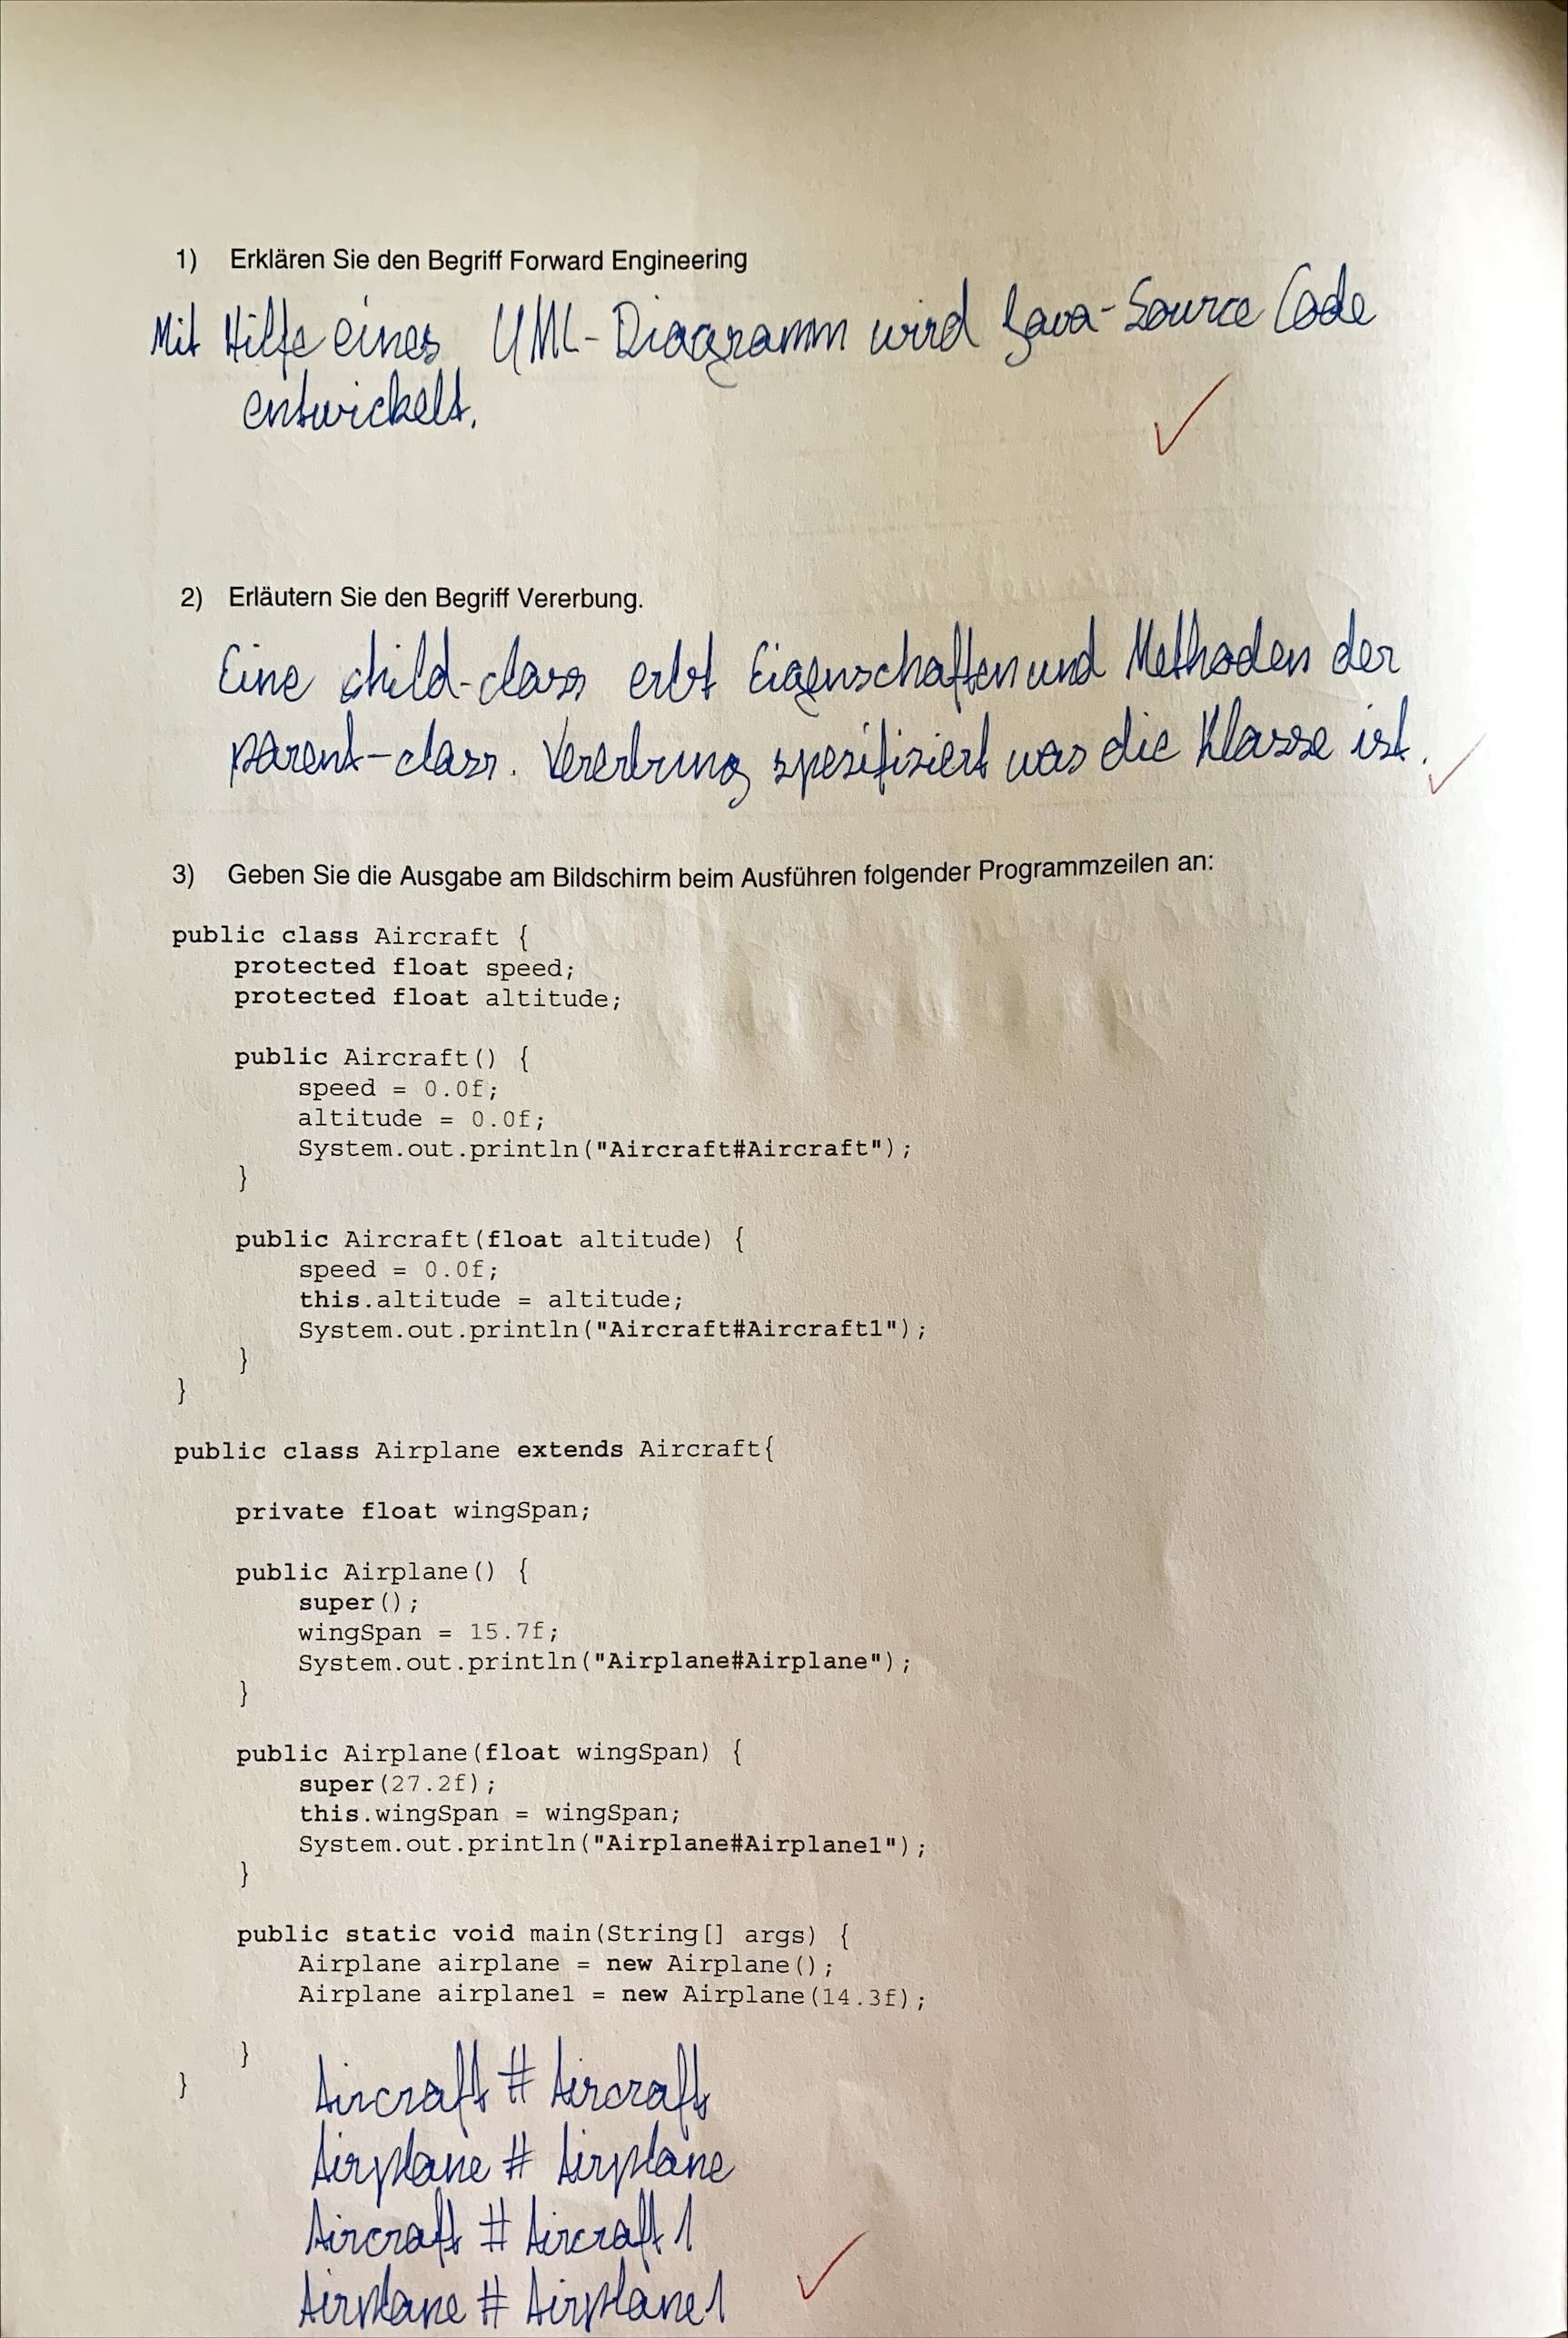 1) Erklären Sie den Begriff Forward Engineering
Mit Hilfe eines UML-Diagramm wird Java-Source Code
entwickelt.
2) Erläutern Sie den Begriff Vererbung.
Eine child-class erbt Eigenschaften und Methoden der
parent-class. Vererbung spezifiziert was die Klasse ist.
3) Geben Sie die Ausgabe am Bildschirm beim Ausführen folgender Programmzeilen an:
public class Aircraft {
protected float speed;
protected float altitude;
public Aircraft() {
speed = 0.0f;
altitude = 0.0f;
System.out.println("Aircraft#Aircraft");
}
public Aircraft(float altitude) {
speed = 0.0f;
this.altitude = altitude;
System.out.println("Aircraft#Aircraft1");
}
}
public class Airplane extends Aircraft{
private float wingSpan;
public Airplane() {
super();
wingSpan = 15.7f;
System.out.println("Airplane#Airplane");
}
public Airplane(float wingSpan) {
super(27.2f);
this.wingSpan = wingSpan;
System.out.println("Airplane#Airplane1");
}
public static void main(String[] args) {
Airplane airplane = new Airplane();
Airplane airplane1 = new Airplane(14.3f);
}
}
Aircraft # Aircraft
Airplane # Airplane
Aircraft # Aircraft 1
Airplane # Airplane1